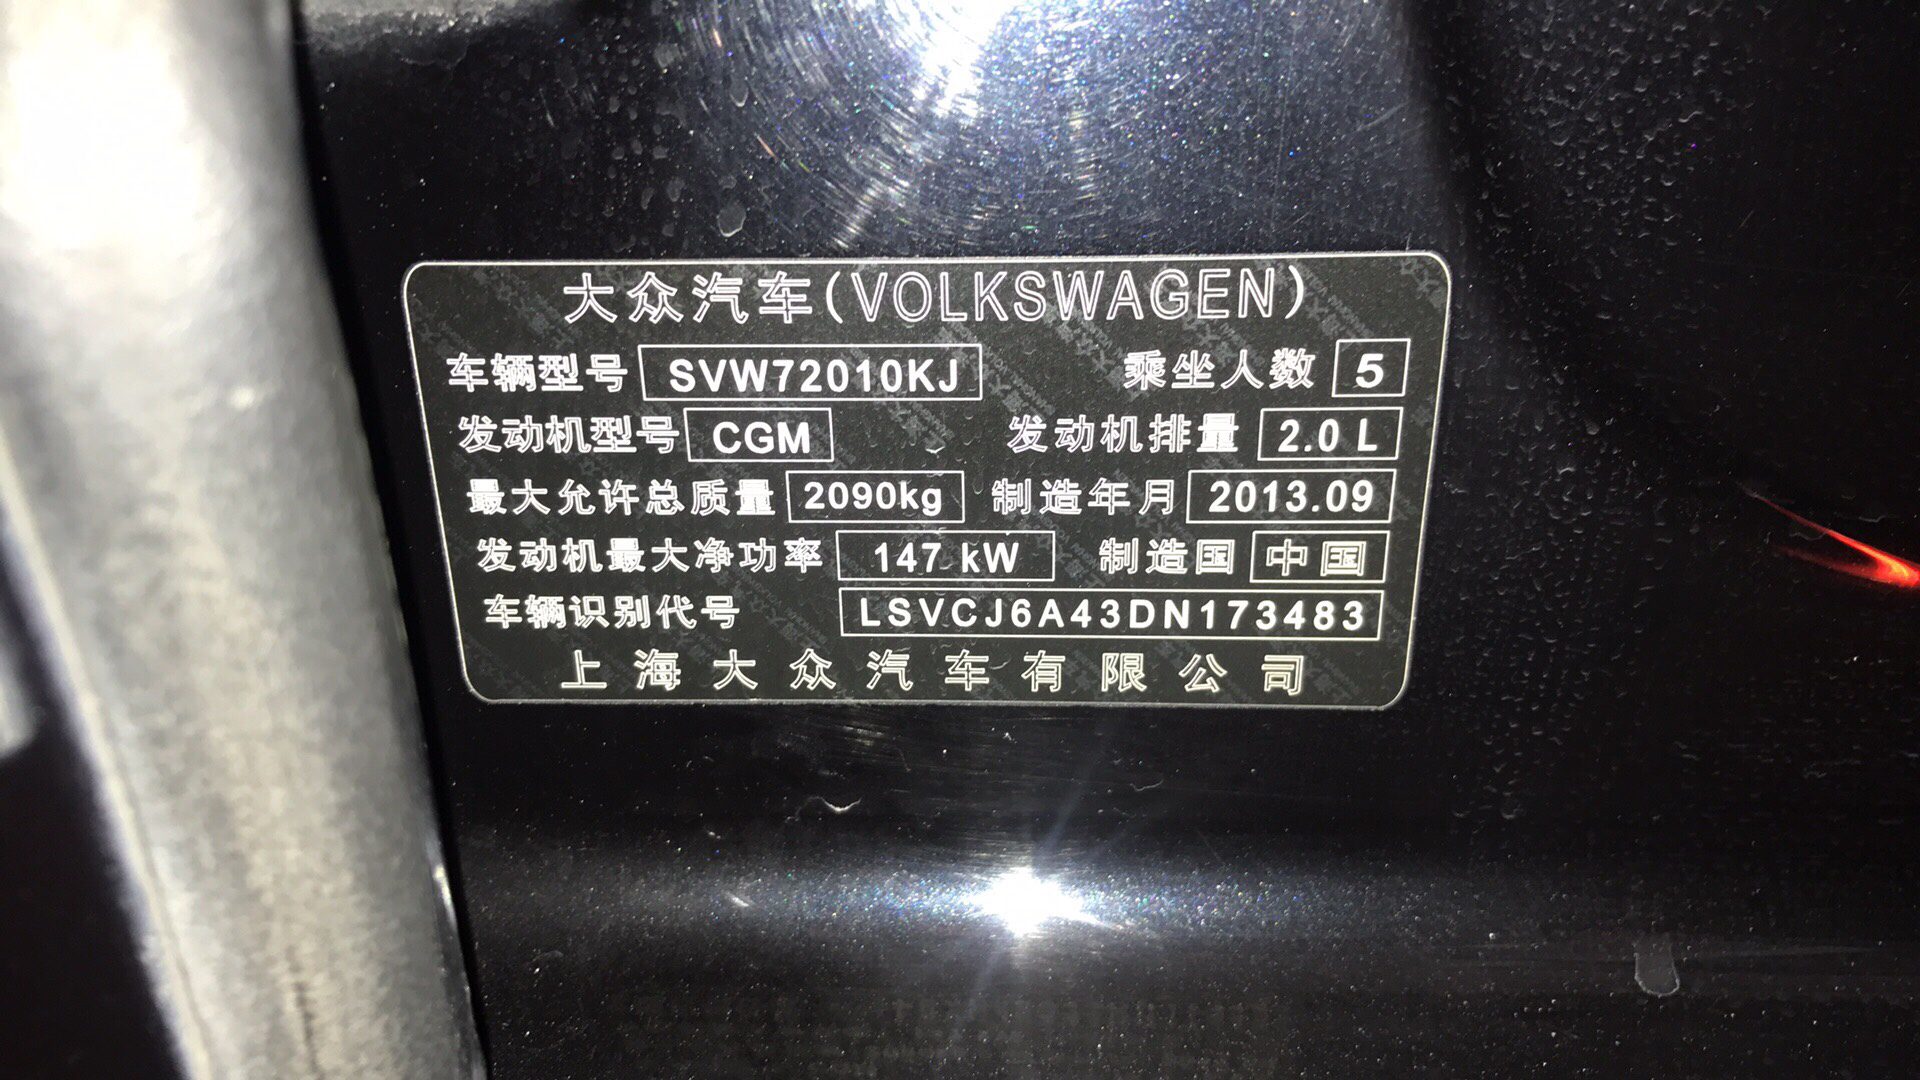 大众汽车(VOLKSWAGEN)
车辆型号 SVW72010KJ 乘坐人数 5
发动机型号 CGM 发动机排量 2.0 L
最大允许总质量 2090kg 制造年月 2013.09
发动机最大净功率 147 kW 制造国 中国
车辆识别代号 LSVCJ6A43DN173483
上海大众汽车有限公司